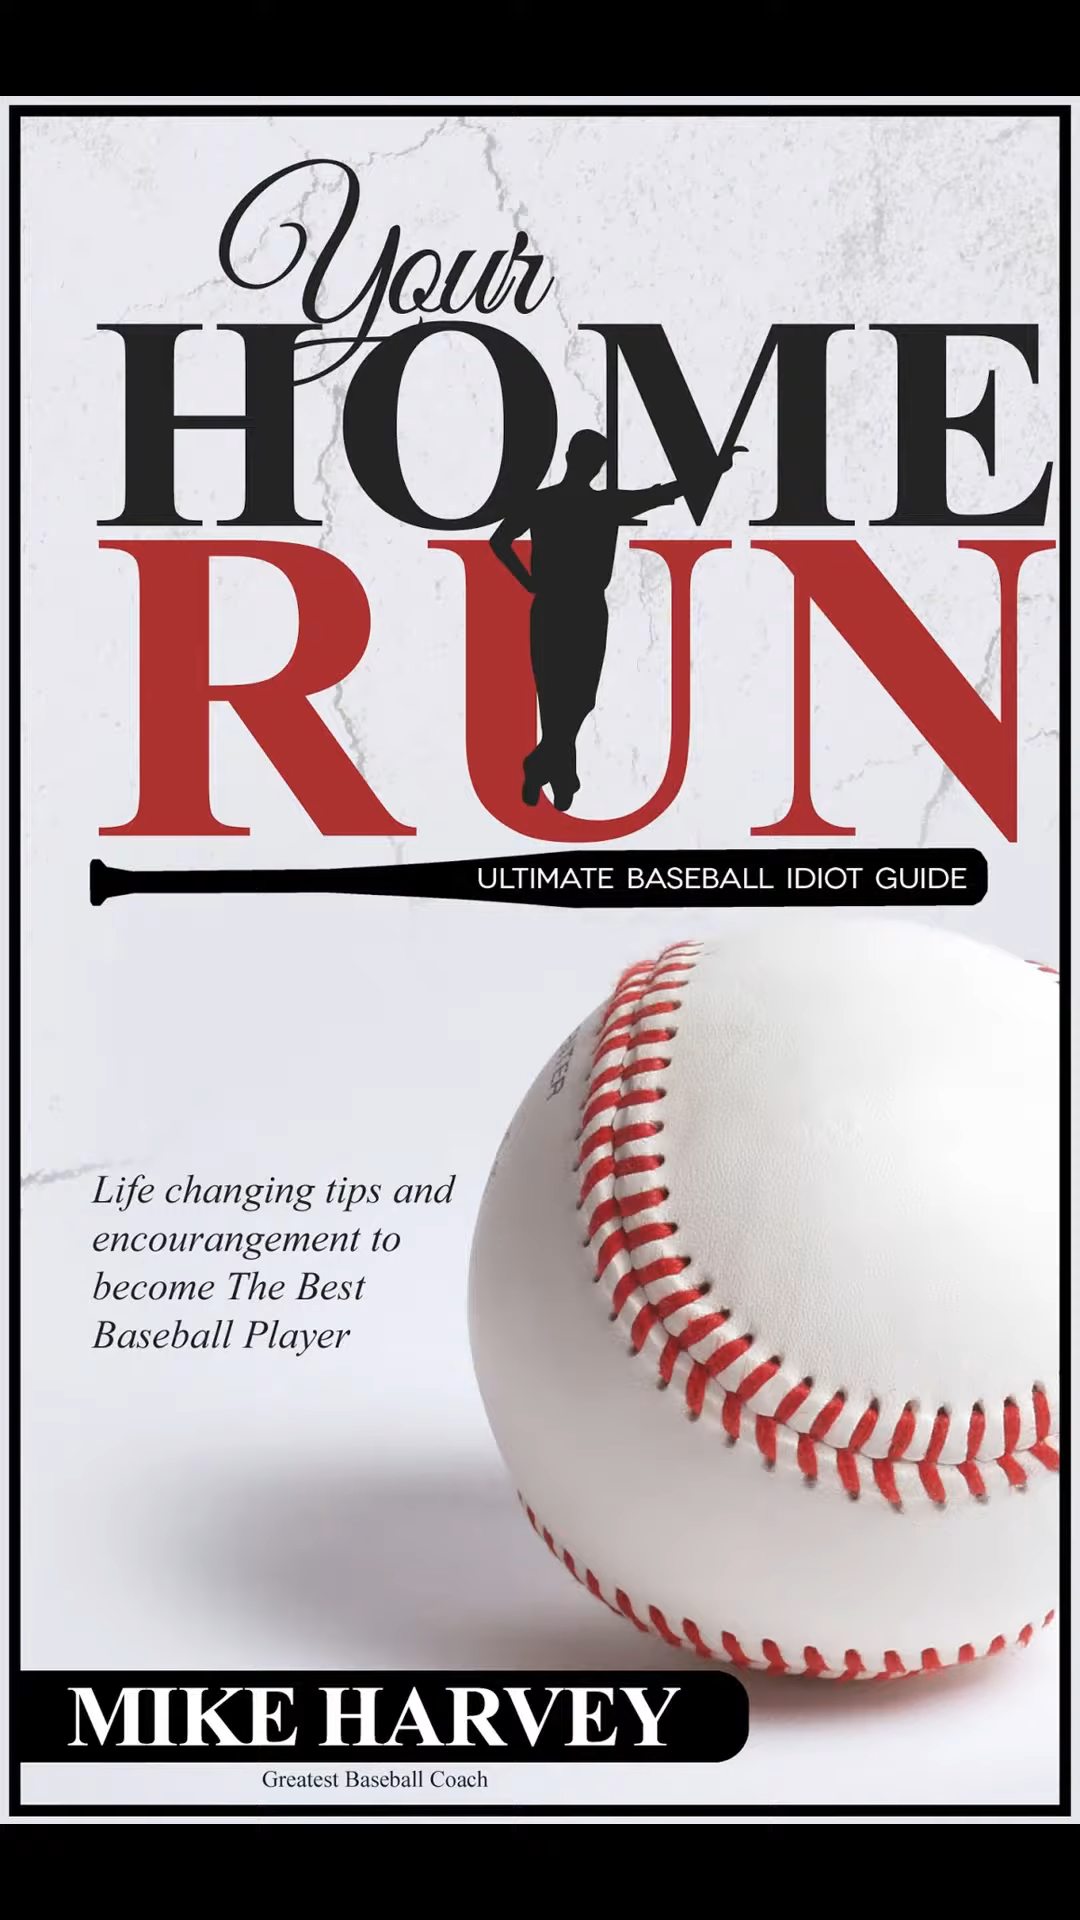 Your
HOME
RUN
ULTIMATE BASEBALL IDIOT GUIDE
Life changing tips and
encourangement to
become The Best
Baseball Player
MIKE HARVEY
Greatest Baseball Coach